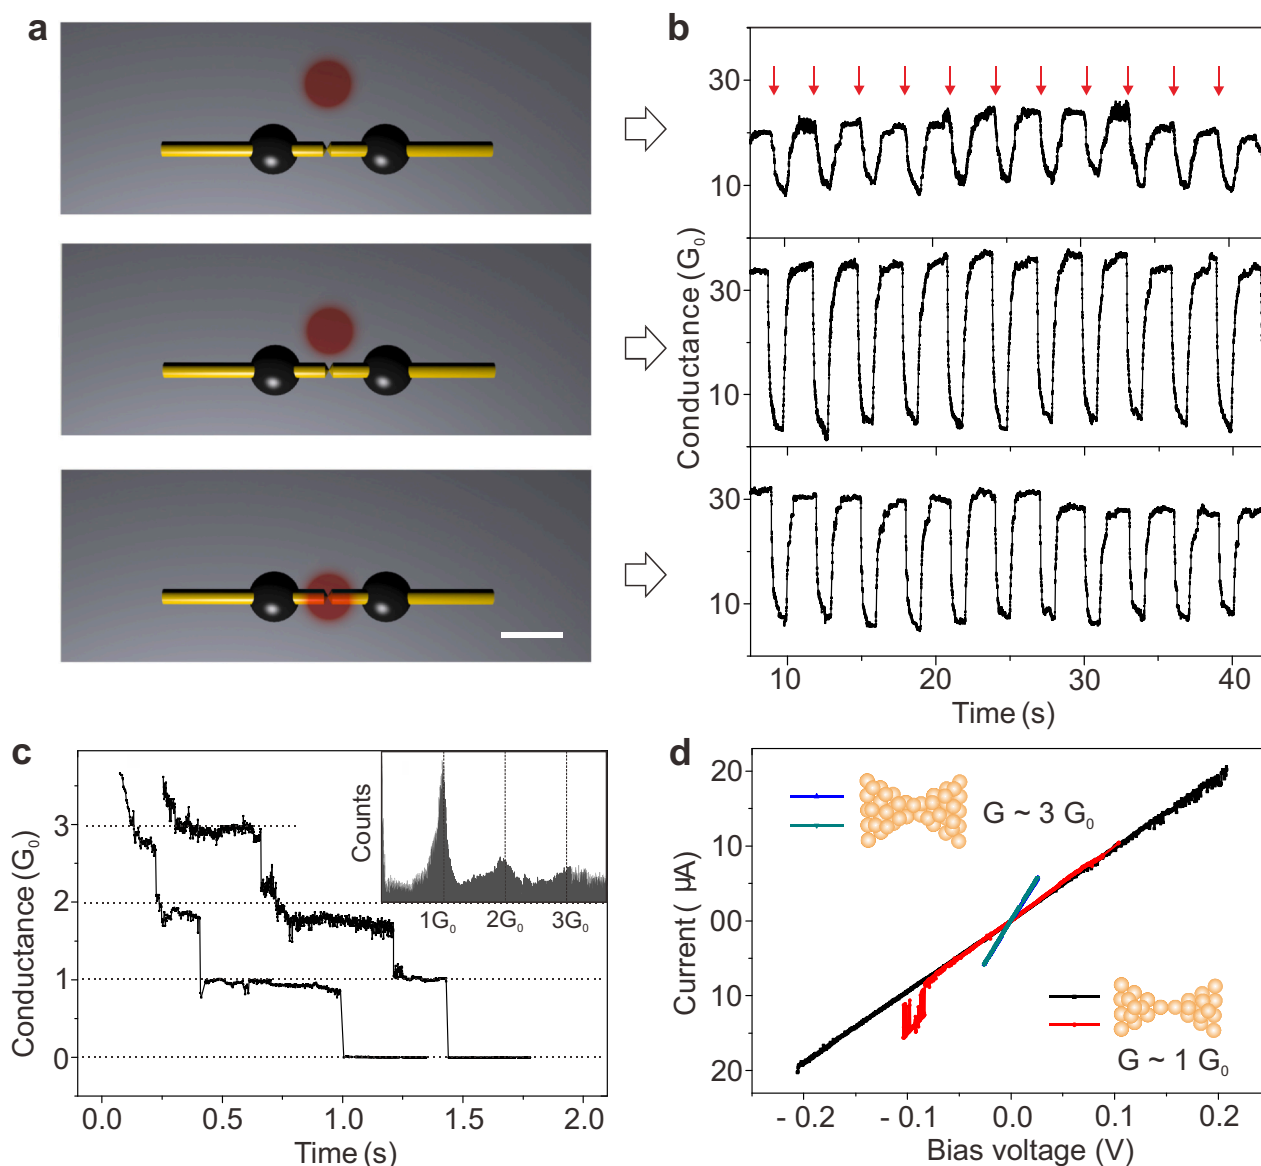 a
b
30
10
30
10
30
10
Conductance (G₀)
10 20 30 40
Time (s)
c
3
2
1
0
Conductance (G₀)
Counts
1G₀ 2G₀ 3G₀
0.0 0.5 1.0 1.5 2.0
Time (s)
d
20
10
00
10
20
Current ( µA)
G ~ 3 G₀
G ~ 1 G₀
- 0.2 - 0.1 0.0 0.1 0.2
Bias voltage (V)